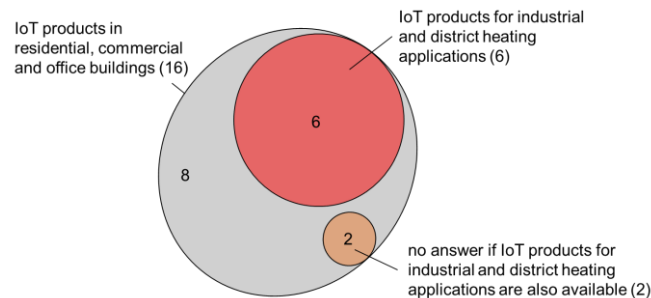 IoT products in
residential, commercial
and office buildings (16)
IoT products for industrial
and district heating
applications (6)
6
8
2
no answer if IoT products for
industrial and district heating
applications are also available (2)